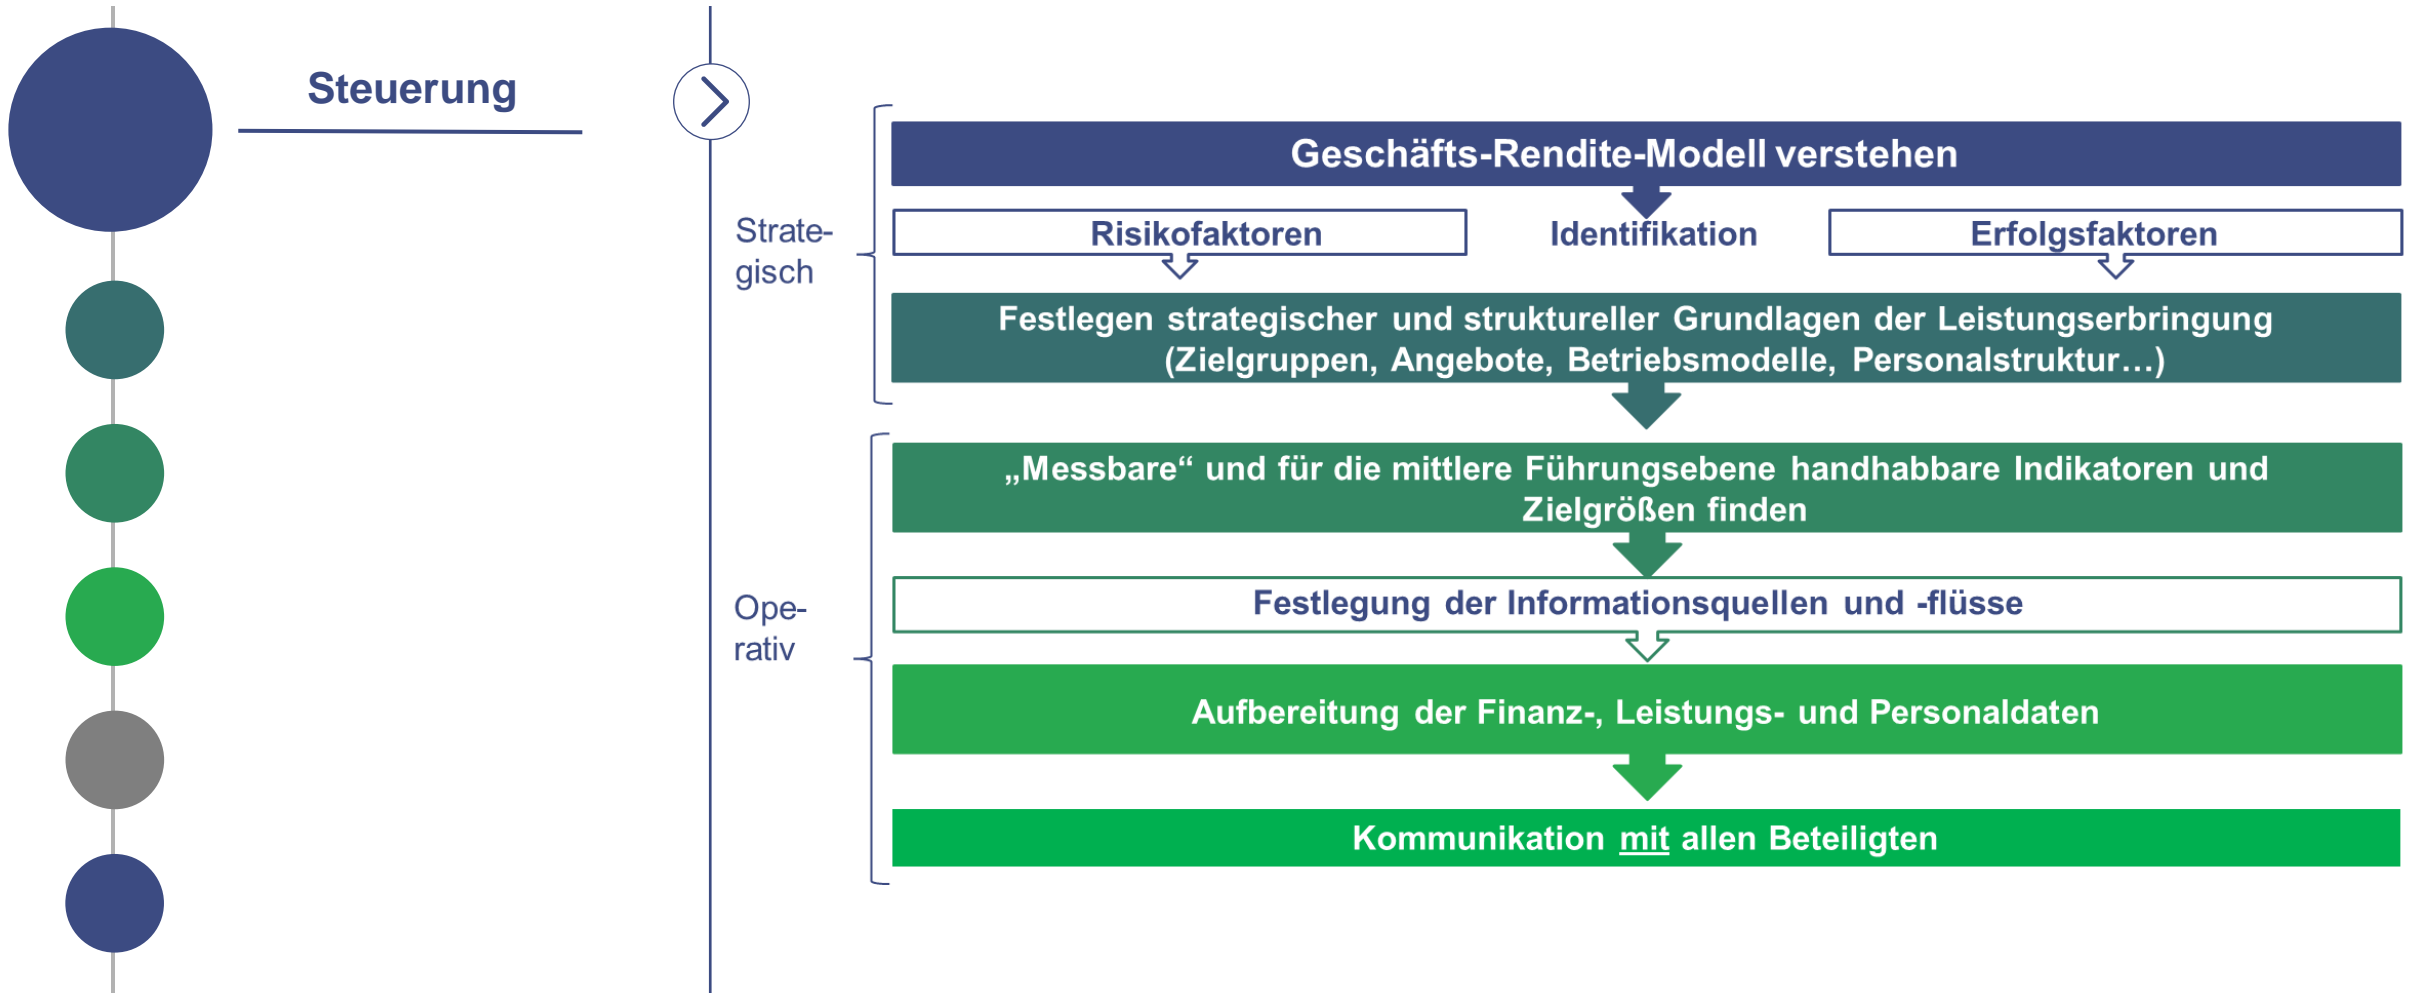 Steuerung
Strate-
gisch
Geschäfts-Rendite-Modell verstehen
Risikofaktoren
Identifikation
Erfolgsfaktoren
Festlegen strategischer und struktureller Grundlagen der Leistungserbringung
(Zielgruppen, Angebote, Betriebsmodelle, Personalstruktur…)
Ope-
rativ
„Messbare“ und für die mittlere Führungsebene handhabbare Indikatoren und
Zielgrößen finden
Festlegung der Informationsquellen und -flüsse
Aufbereitung der Finanz-, Leistungs- und Personaldaten
Kommunikation mit allen Beteiligten